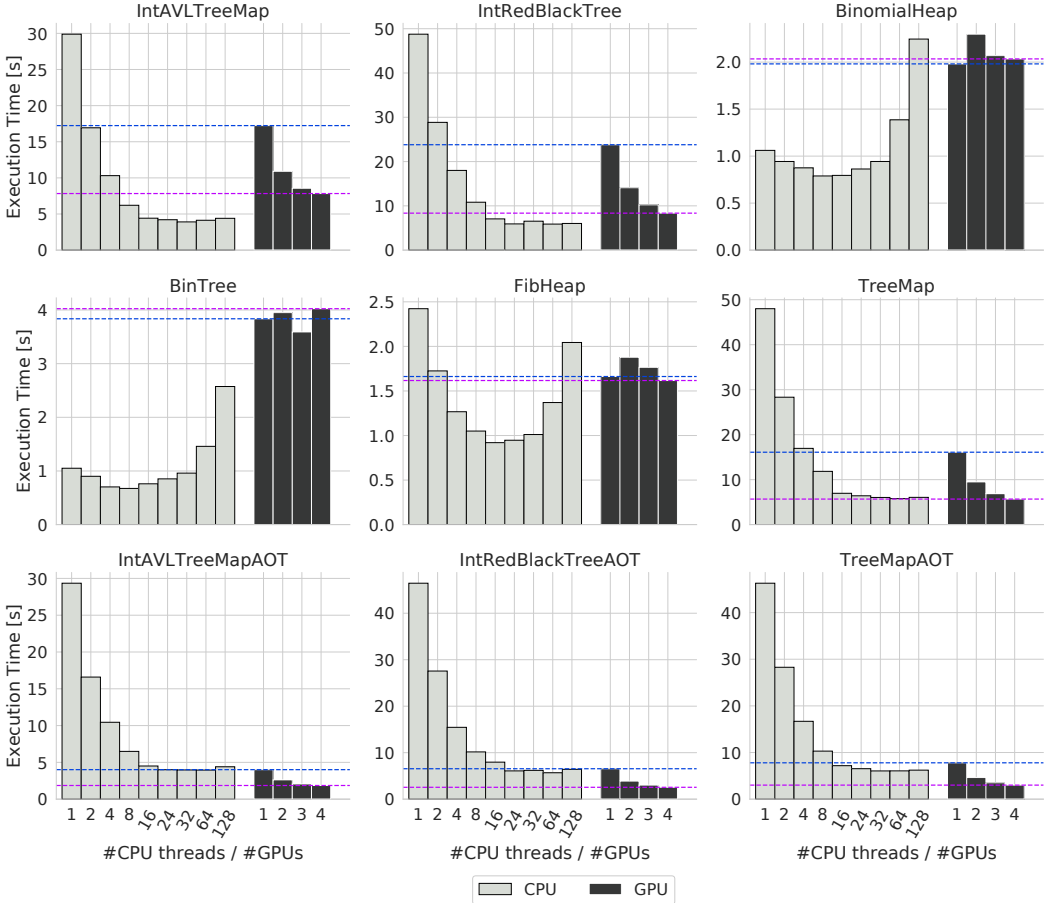 IntAVLTreeMap
IntRedBlackTree
BinomialHeap
Execution Time [s]
30
25
20
15
10
5
0
50
40
30
20
10
0
2.0
1.5
1.0
0.5
0.0
BinTree
FibHeap
TreeMap
Execution Time [s]
4
3
2
1
0
2.5
2.0
1.5
1.0
0.5
0.0
50
40
30
20
10
0
IntAVLTreeMapAOT
IntRedBlackTreeAOT
TreeMapAOT
Execution Time [s]
30
25
20
15
10
5
0
40
30
20
10
0
40
30
20
10
0
1 2 4 8 16 24 32 64 128 1 2 3 4
1 2 4 8 16 24 32 64 128 1 2 3 4
1 2 4 8 16 24 32 64 128 1 2 3 4
#CPU threads / #GPUs
#CPU threads / #GPUs
#CPU threads / #GPUs
CPU GPU